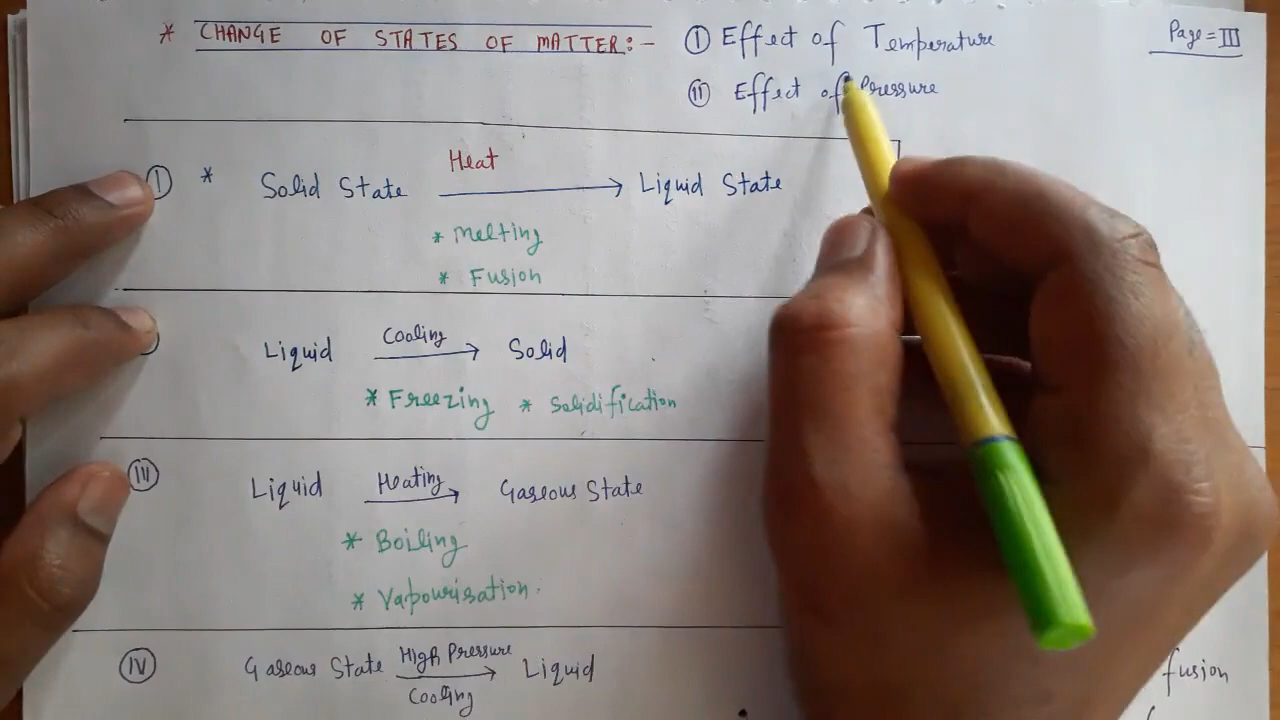 * CHANGE OF STATES OF MATTER:- Ⓘ Effect of Temperature
Page = III
Ⓘⓘ Effect of Pressure
Ⓘ * Solid State Heat → Liquid State
* Melting
* Fusion
Liquid Cooling → Solid
* Freezing * Solidification
III Liquid Heating → Gaseous State
* Boiling
* Vapourisation.
IV Gaseous State High Pressure → Liquid
Cooling
fusion